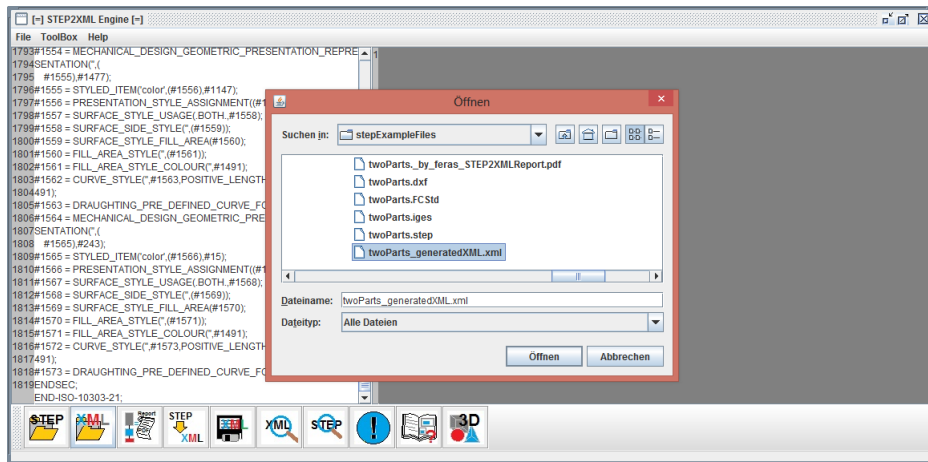 [=] STEP2XML Engine [=]
File ToolBox Help
1793#1554 = MECHANICAL_DESIGN_GEOMETRIC_PRESENTATION_REPRE
1794SENTATION('',(
1795 #1555),#1477);
1796#1555 = STYLED_ITEM('color',(#1556),#1147);
1797#1556 = PRESENTATION_STYLE_ASSIGNMENT((#1
1798#1557 = SURFACE_STYLE_USAGE(.BOTH.,#1558);
1799#1558 = SURFACE_SIDE_STYLE('',(#1559));
1800#1559 = SURFACE_STYLE_FILL_AREA(#1560);
1801#1560 = FILL_AREA_STYLE('',(#1561));
1802#1561 = FILL_AREA_STYLE_COLOUR('',#1491);
1803#1562 = CURVE_STYLE('',#1563,POSITIVE_LENGTH
1804491);
1805#1563 = DRAUGHTING_PRE_DEFINED_CURVE_FO
1806#1564 = MECHANICAL_DESIGN_GEOMETRIC_PRE
1807SENTATION('',(
1808 #1565),#243);
1809#1565 = STYLED_ITEM('color',(#1566),#15);
1810#1566 = PRESENTATION_STYLE_ASSIGNMENT((#1
1811#1567 = SURFACE_STYLE_USAGE(.BOTH.,#1568);
1812#1568 = SURFACE_SIDE_STYLE('',(#1569));
1813#1569 = SURFACE_STYLE_FILL_AREA(#1570);
1814#1570 = FILL_AREA_STYLE('',(#1571));
1815#1571 = FILL_AREA_STYLE_COLOUR('',#1491);
1816#1572 = CURVE_STYLE('',#1573,POSITIVE_LENGTH
1817491);
1818#1573 = DRAUGHTING_PRE_DEFINED_CURVE_FO
1819ENDSEC;
END-ISO-10303-21;
1
Öffnen
Suchen in: stepExampleFiles
twoParts._by_feras_STEP2XMLReport.pdf
twoParts.dxf
twoParts.FCStd
twoParts.iges
twoParts.step
twoParts_generatedXML.xml
Dateiname: twoParts_generatedXML.xml
Dateityp: Alle Dateien
Öffnen Abbrechen
STEP
XML
Report
STEP
XML
XML
XML
STEP
3D